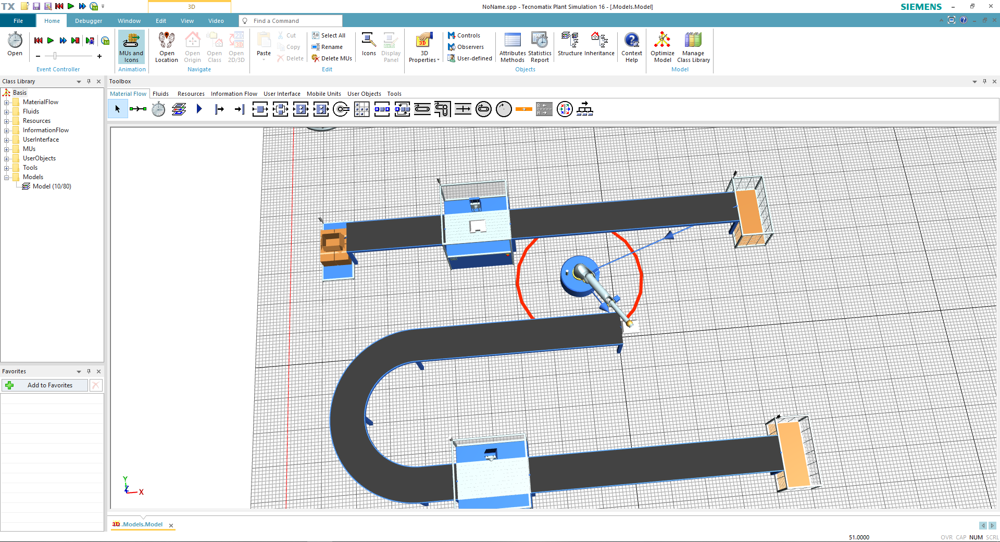 TX
3D
NoName.spp - Tecnomatix Plant Simulation 16 - [.Models.Model]
SIEMENS
File Home Debugger Window Edit View Video Find a Command
Open
MUs and Icons
Open Location
Open Origin
Open Class
Open 2D/3D
Paste
Cut
Copy
Delete
Select All
Rename
Delete MUs
Icons
Display Panel
3D Properties
Controls
Observers
User-defined
Attributes Methods
Statistics Report
Structure
Inheritance
Context Help
Optimize Model
Manage Class Library
Event Controller Animation Navigate Edit Objects Model
Class Library
Toolbox
Basis
MaterialFlow
Fluids
Resources
InformationFlow
UserInterface
MUs
UserObjects
Tools
Models
Model (10/80)
Material Flow Fluids Resources Information Flow User Interface Mobile Units User Objects Tools
Favorites
Add to Favorites
Y
Z
X
3D .Models.Model
51.0000
OVR CAP NUM SCRL